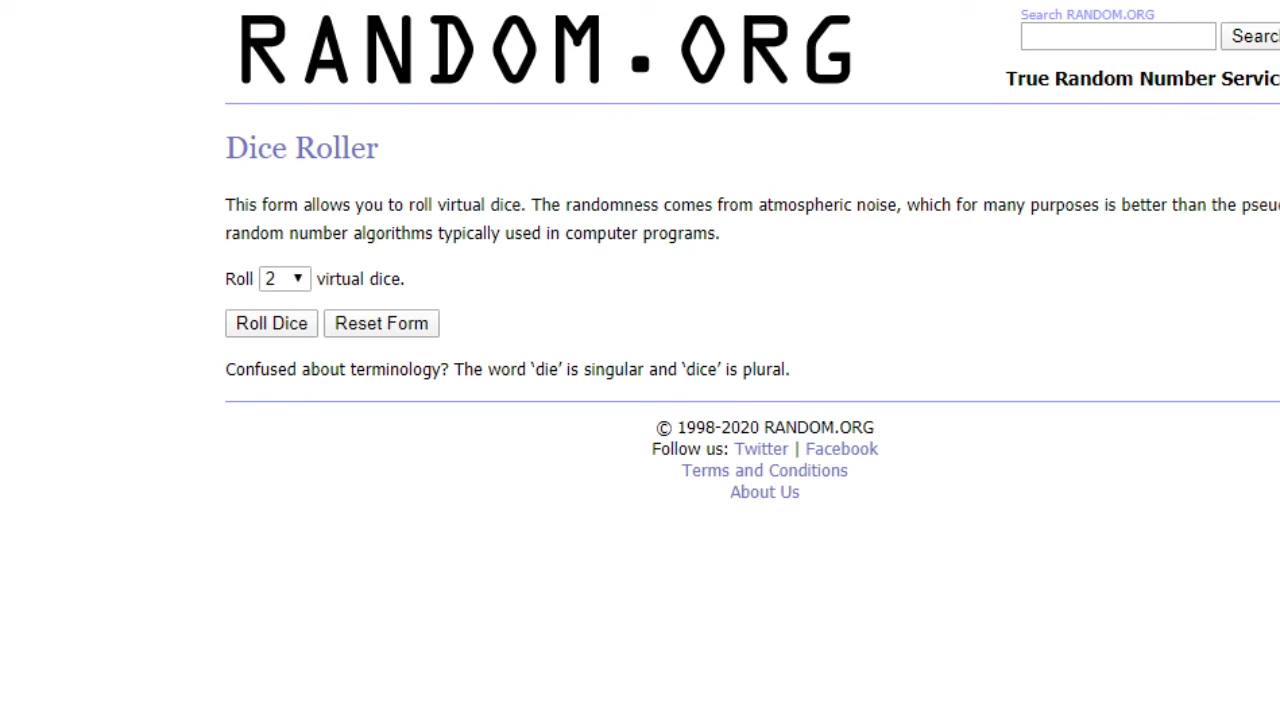 RANDOM.ORG
Search RANDOM.ORG
Searc
True Random Number Servic
Dice Roller
This form allows you to roll virtual dice. The randomness comes from atmospheric noise, which for many purposes is better than the pseu
random number algorithms typically used in computer programs.
Roll 2 virtual dice.
Roll Dice Reset Form
Confused about terminology? The word ‘die’ is singular and ‘dice’ is plural.
© 1998-2020 RANDOM.ORG
Follow us: Twitter | Facebook
Terms and Conditions
About Us